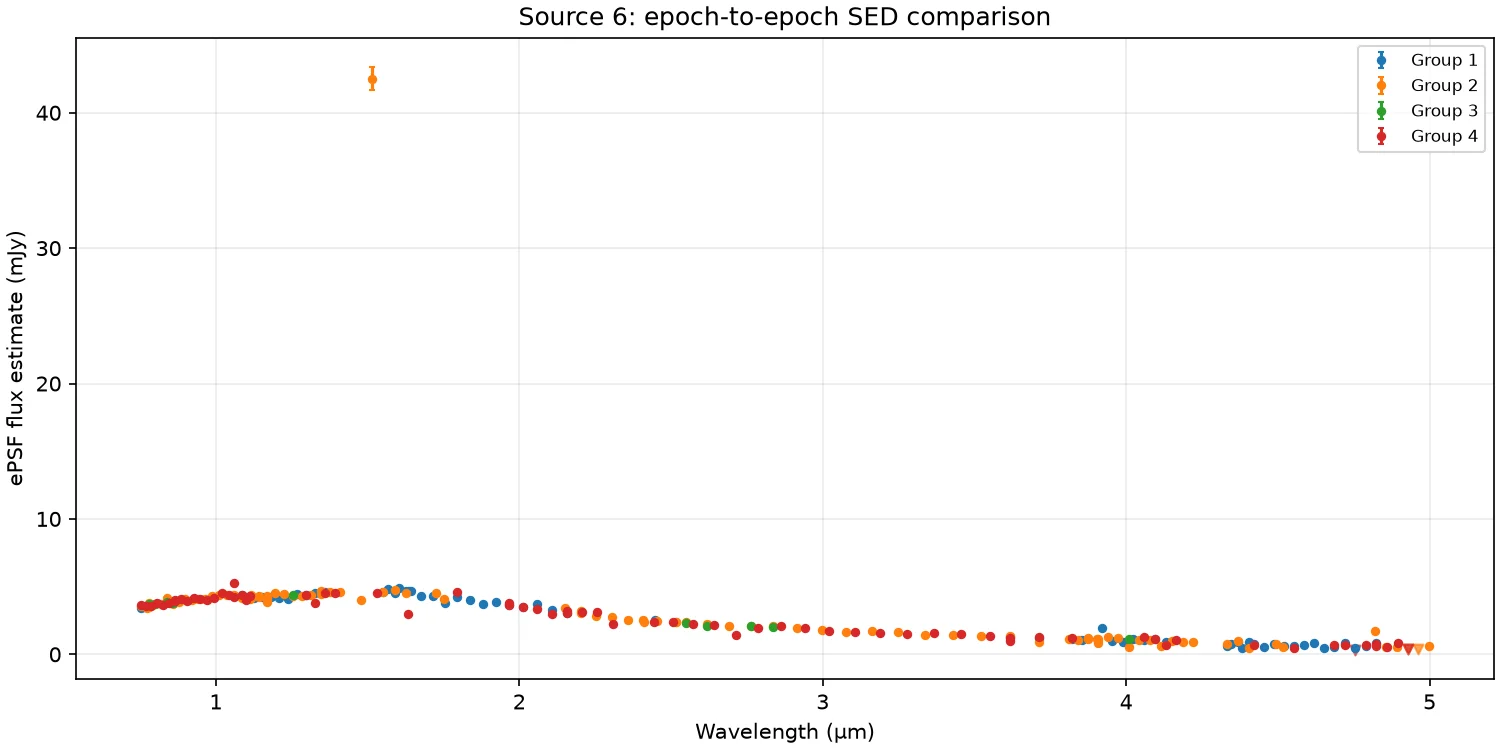 Source 6: epoch-to-epoch SED comparison
ePSF flux estimate (mJy)
40
30
20
10
0
Group 1
Group 2
Group 3
Group 4
1 2 3 4 5
Wavelength (μm)